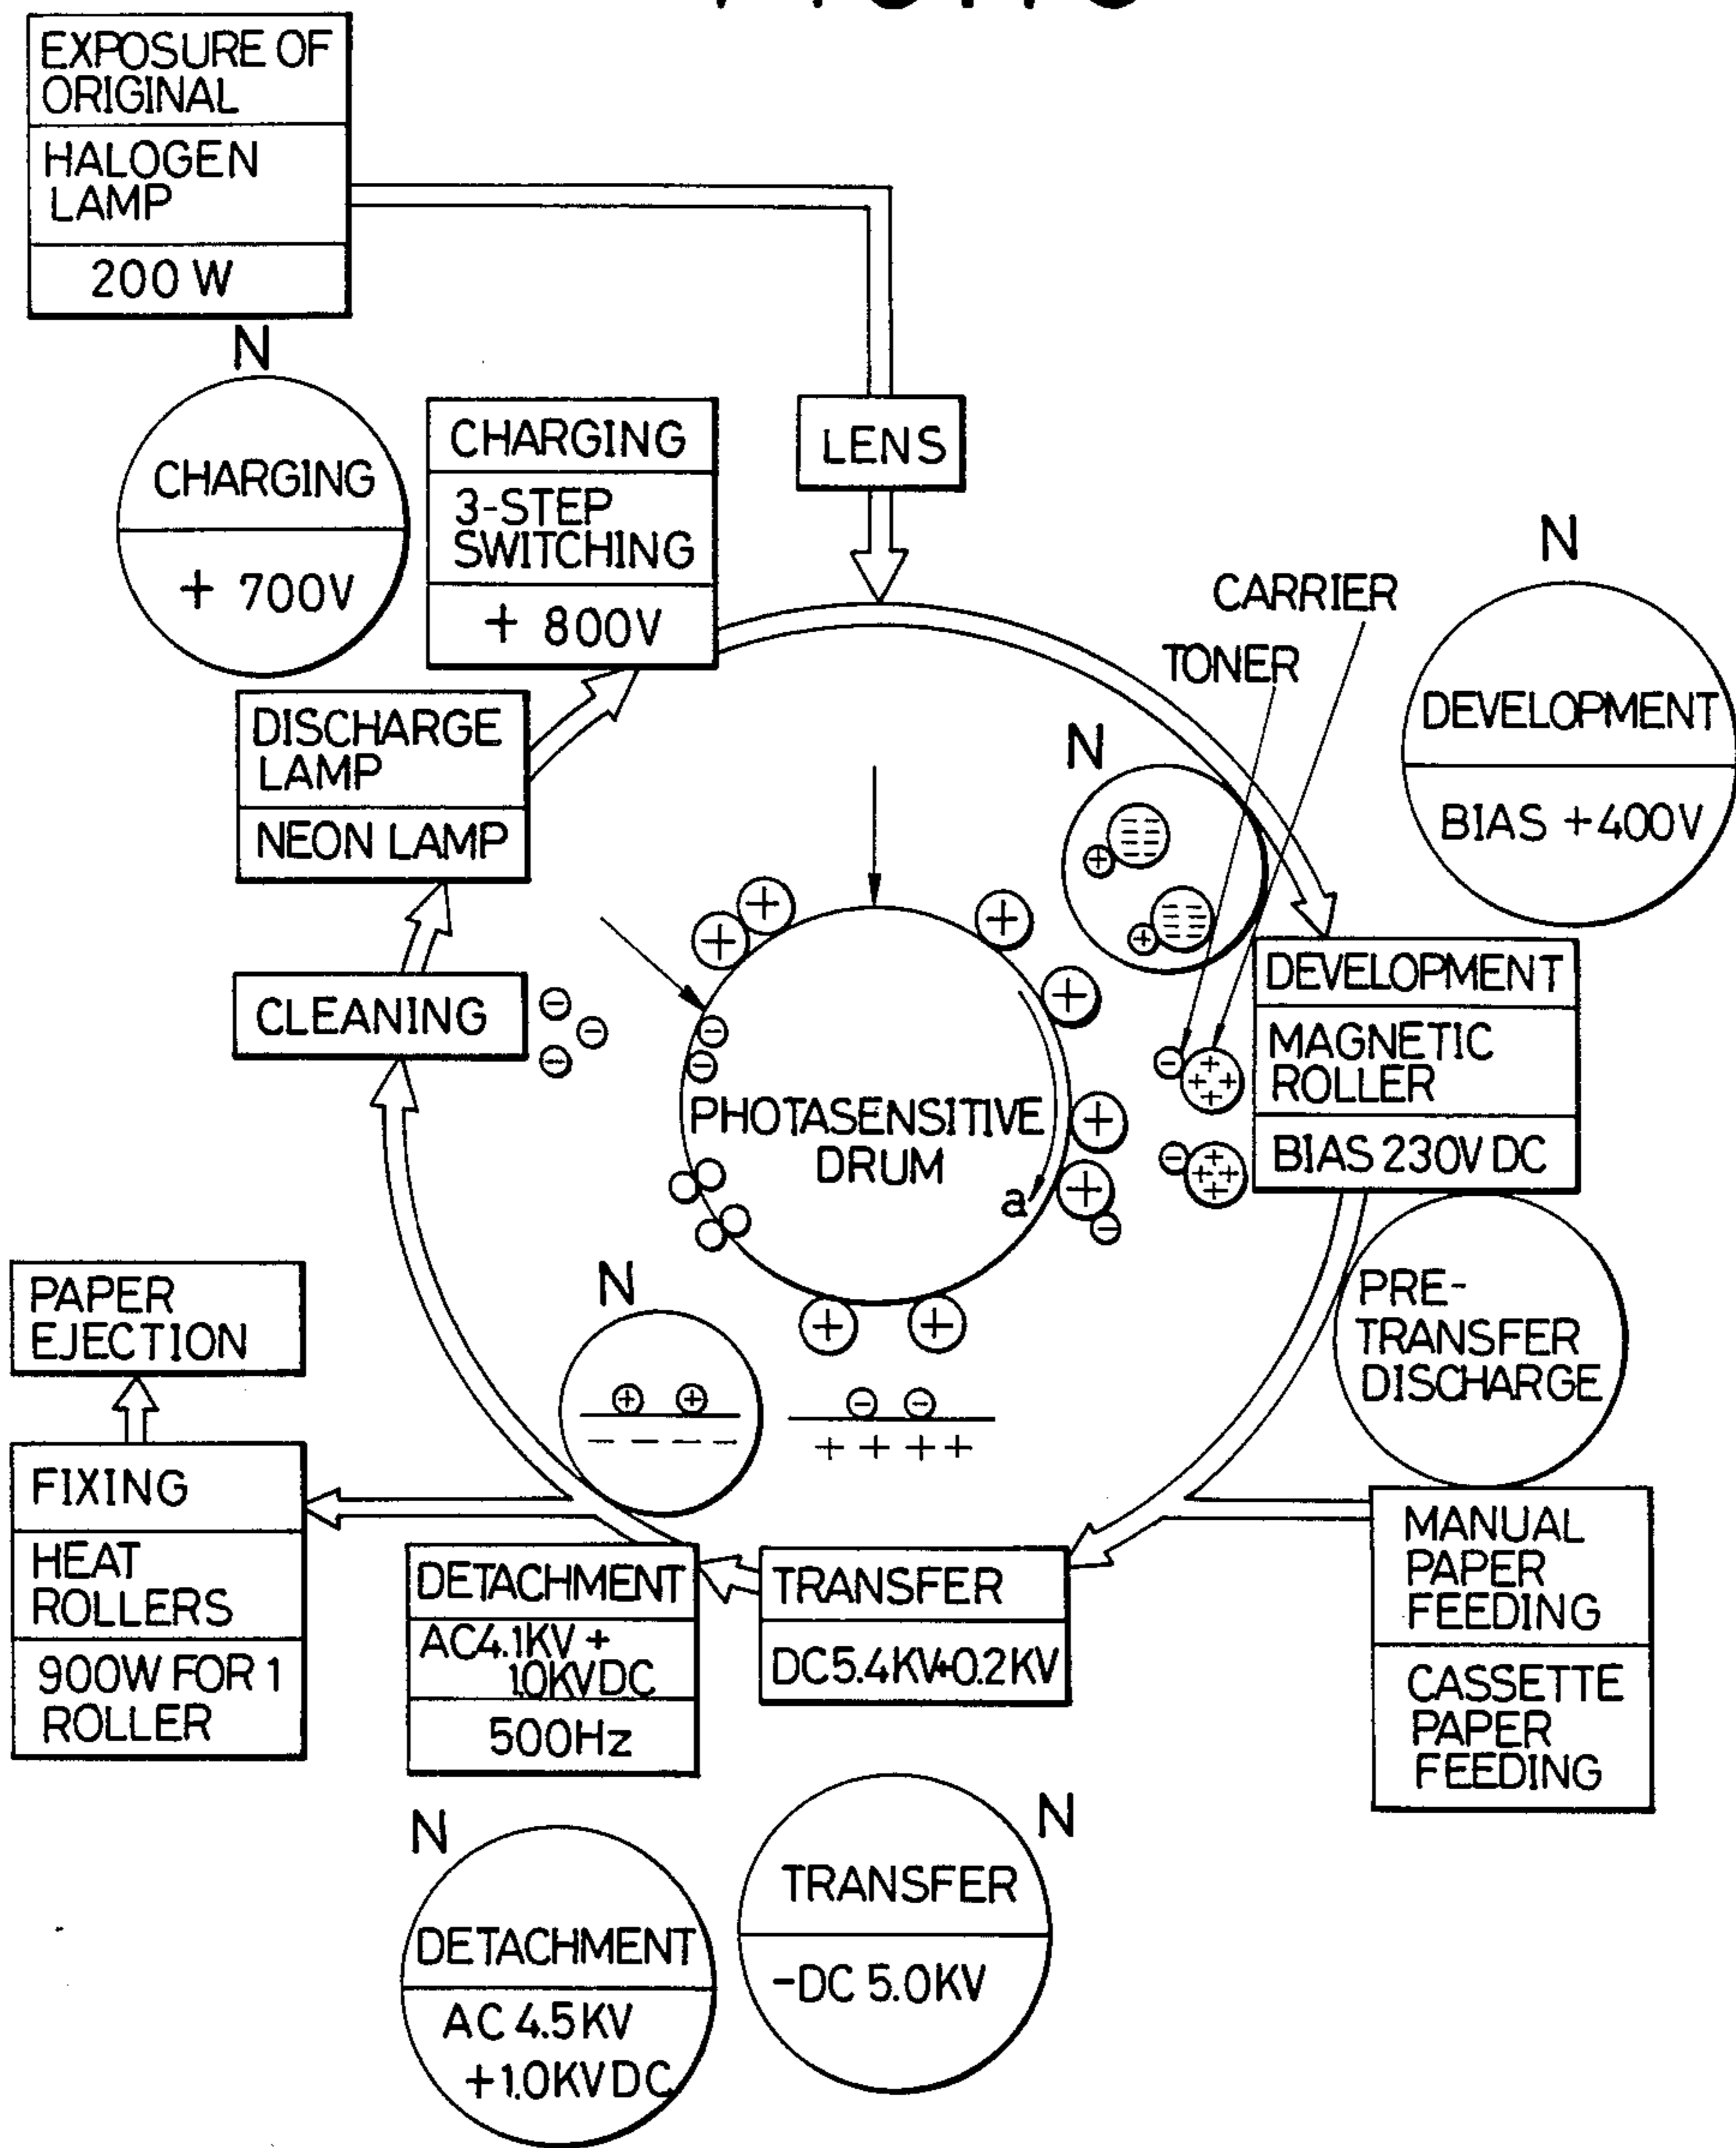 EXPOSURE OF
ORIGINAL
HALOGEN
LAMP
200 W
N
CHARGING
+ 700V
CHARGING
3-STEP
SWITCHING
+ 800V
LENS
CARRIER
TONER
N
DEVELOPMENT
BIAS +400V
DISCHARGE
LAMP
NEON LAMP
N
CLEANING
DEVELOPMENT
MAGNETIC
ROLLER
BIAS 230V DC
PHOTASENSITIVE
DRUM
a
PRE-
TRANSFER
DISCHARGE
PAPER
EJECTION
N
FIXING
HEAT
ROLLERS
900W FOR 1
ROLLER
DETACHMENT
AC4.1KV +
1.0KVDC
500Hz
TRANSFER
DC5.4KV+0.2KV
MANUAL
PAPER
FEEDING
CASSETTE
PAPER
FEEDING
N
DETACHMENT
AC 4.5KV
+1.0KVDC
N
TRANSFER
-DC 5.0KV